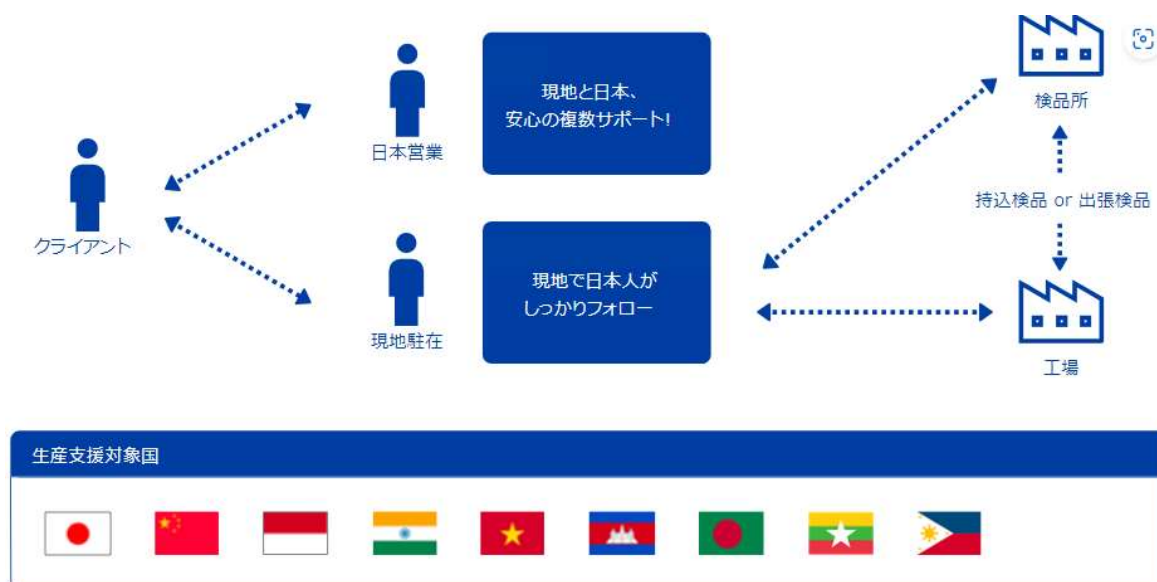 現地と日本、
安心の複数サポート!
検品所
日本営業
持込検品 or 出張検品
クライアント
現地で日本人が
しっかりフォロー
現地駐在
工場
生産支援対象国